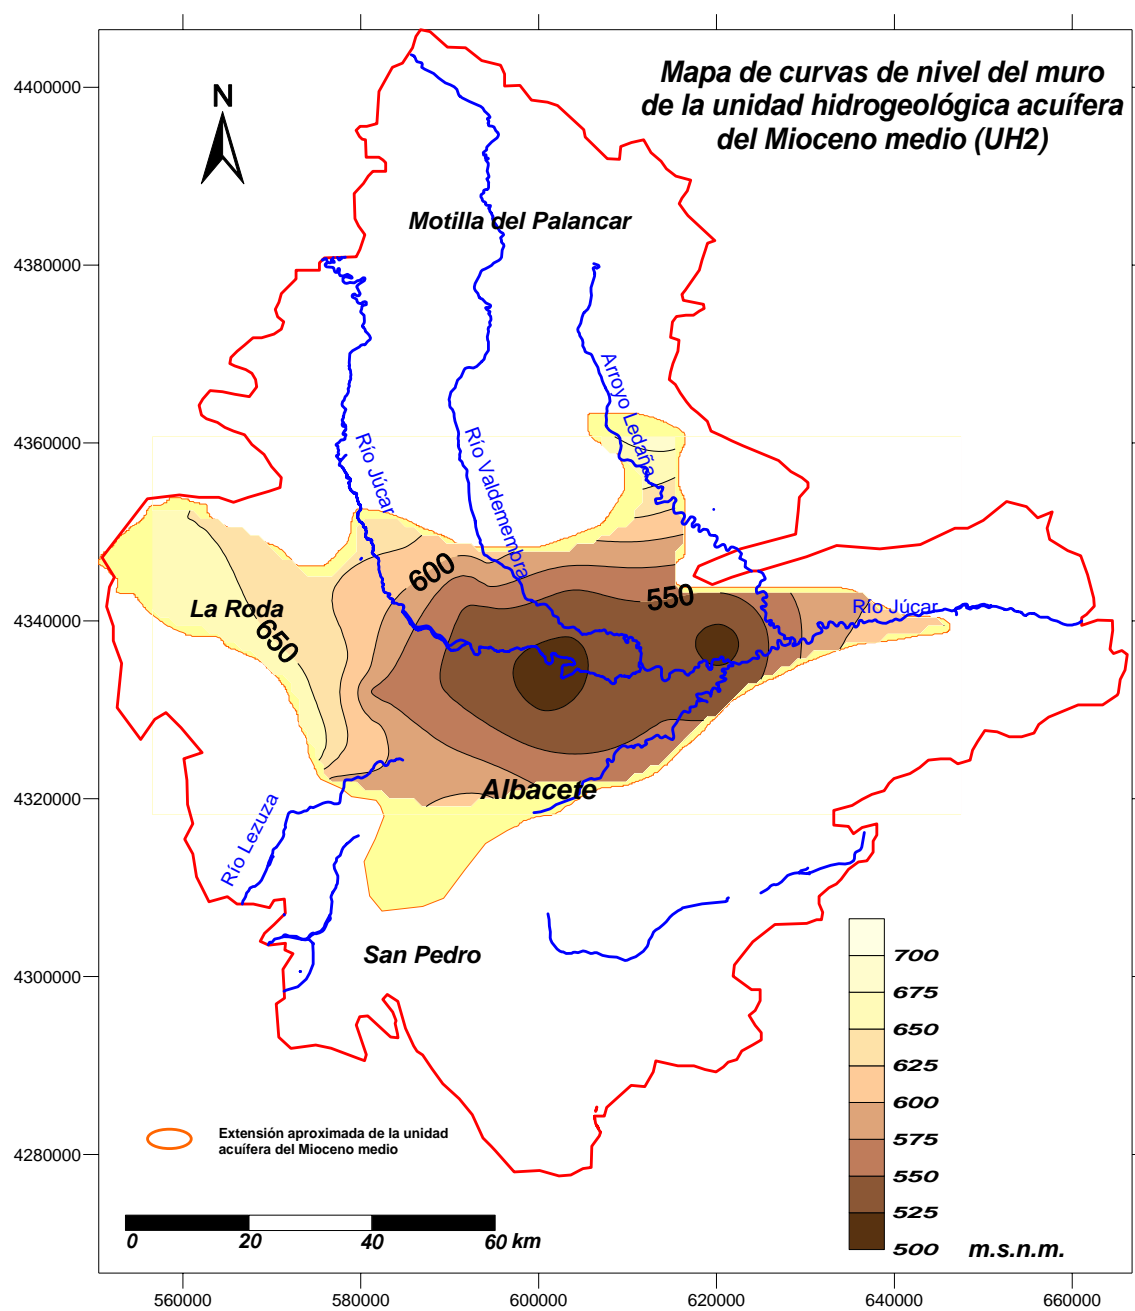 Mapa de curvas de nivel del muro
de la unidad hidrogeológica acuífera
del Mioceno medio (UH2)
N
4400000
4380000
4360000
4340000
4320000
4300000
4280000
Motilla del Palancar
Arroyo Ledaña
Río Júcar
Río Valdemembra
600
550
La Roda
650
Río Júcar
Albacete
Río Lezuza
San Pedro
700
675
650
625
600
575
550
525
500
m.s.n.m.
Extensión aproximada de la unidad
acuífera del Mioceno medio
0 20 40 60 km
560000 580000 600000 620000 640000 660000